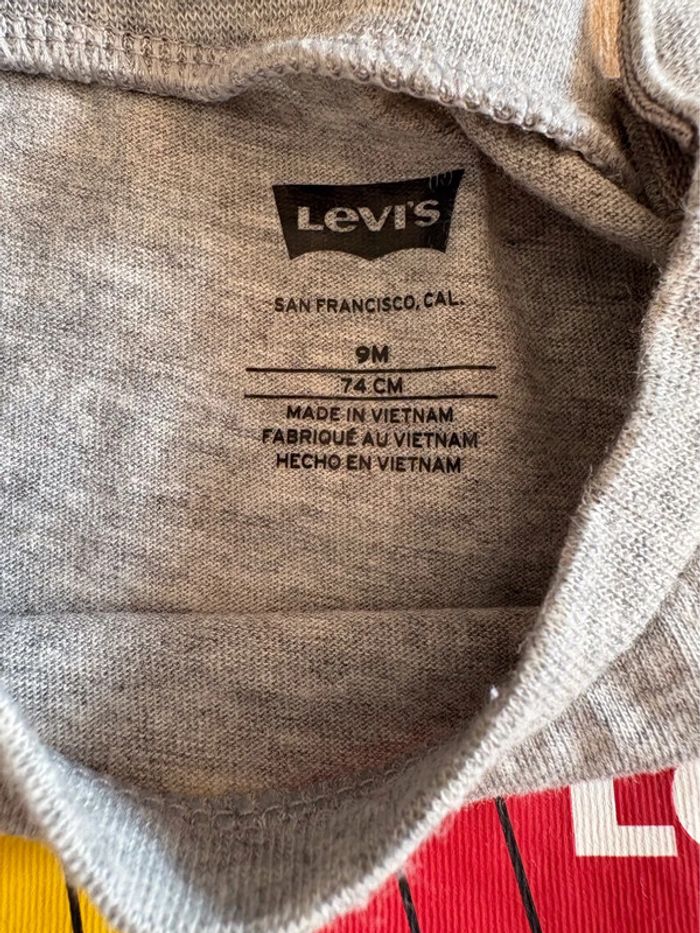 LEVI'S
SAN FRANCISCO, CAL.
9M
74 CM
MADE IN VIETNAM
FABRIQUÉ AU VIETNAM
HECHO EN VIETNAM